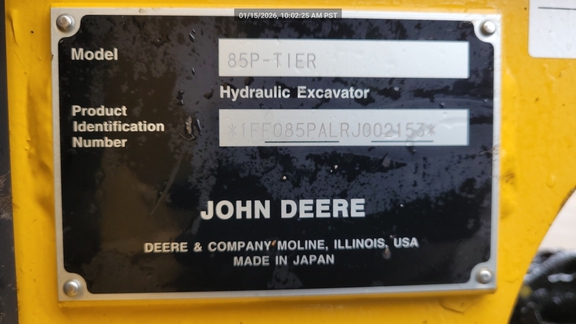 01/15/2026, 10:02:25 AM PST
Model 85P-TIER
Hydraulic Excavator
Product
Identification
Number
*1FF085PALRJ002153*
JOHN DEERE
DEERE & COMPANY MOLINE, ILLINOIS, USA
MADE IN JAPAN